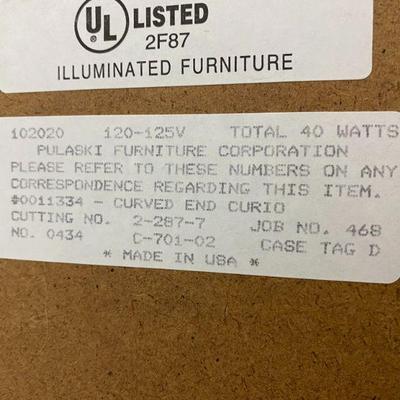 UL LISTED
2F87
ILLUMINATED FURNITURE
102020 120-125V TOTAL 40 WATTS
PULASKI FURNITURE CORPORATION
PLEASE REFER TO THESE NUMBERS ON ANY
CORRESPONDENCE REGARDING THIS ITEM.
#0011334 - CURVED END CURIO
CUTTING NO. 2-287-7 JOB NO. 468
NO. 0434 C-701-02 CASE TAG D
* MADE IN USA *